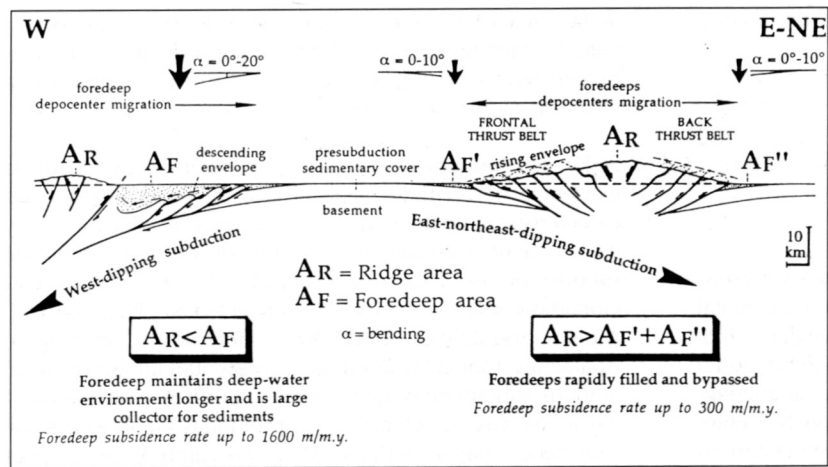 W
E-NE
α = 0°-20°
α = 0-10°
α = 0°-10°
foredeep
depocenter migration
foredeeps
depocenters migration
FRONTAL
THRUST BELT
BACK
THRUST BELT
AR
AF
descending
envelope
presubduction
sedimentary cover
AF'
rising envelope
AR
AF''
basement
West-dipping subduction
East-northeast-dipping subduction
10
km
AR = Ridge area
AF = Foredeep area
α = bending
AR<AF
AR>AF'+AF''
Foredeep maintains deep-water
environment longer and is large
collector for sediments
Foredeep subsidence rate up to 1600 m/m.y.
Foredeeps rapidly filled and bypassed
Foredeep subsidence rate up to 300 m/m.y.